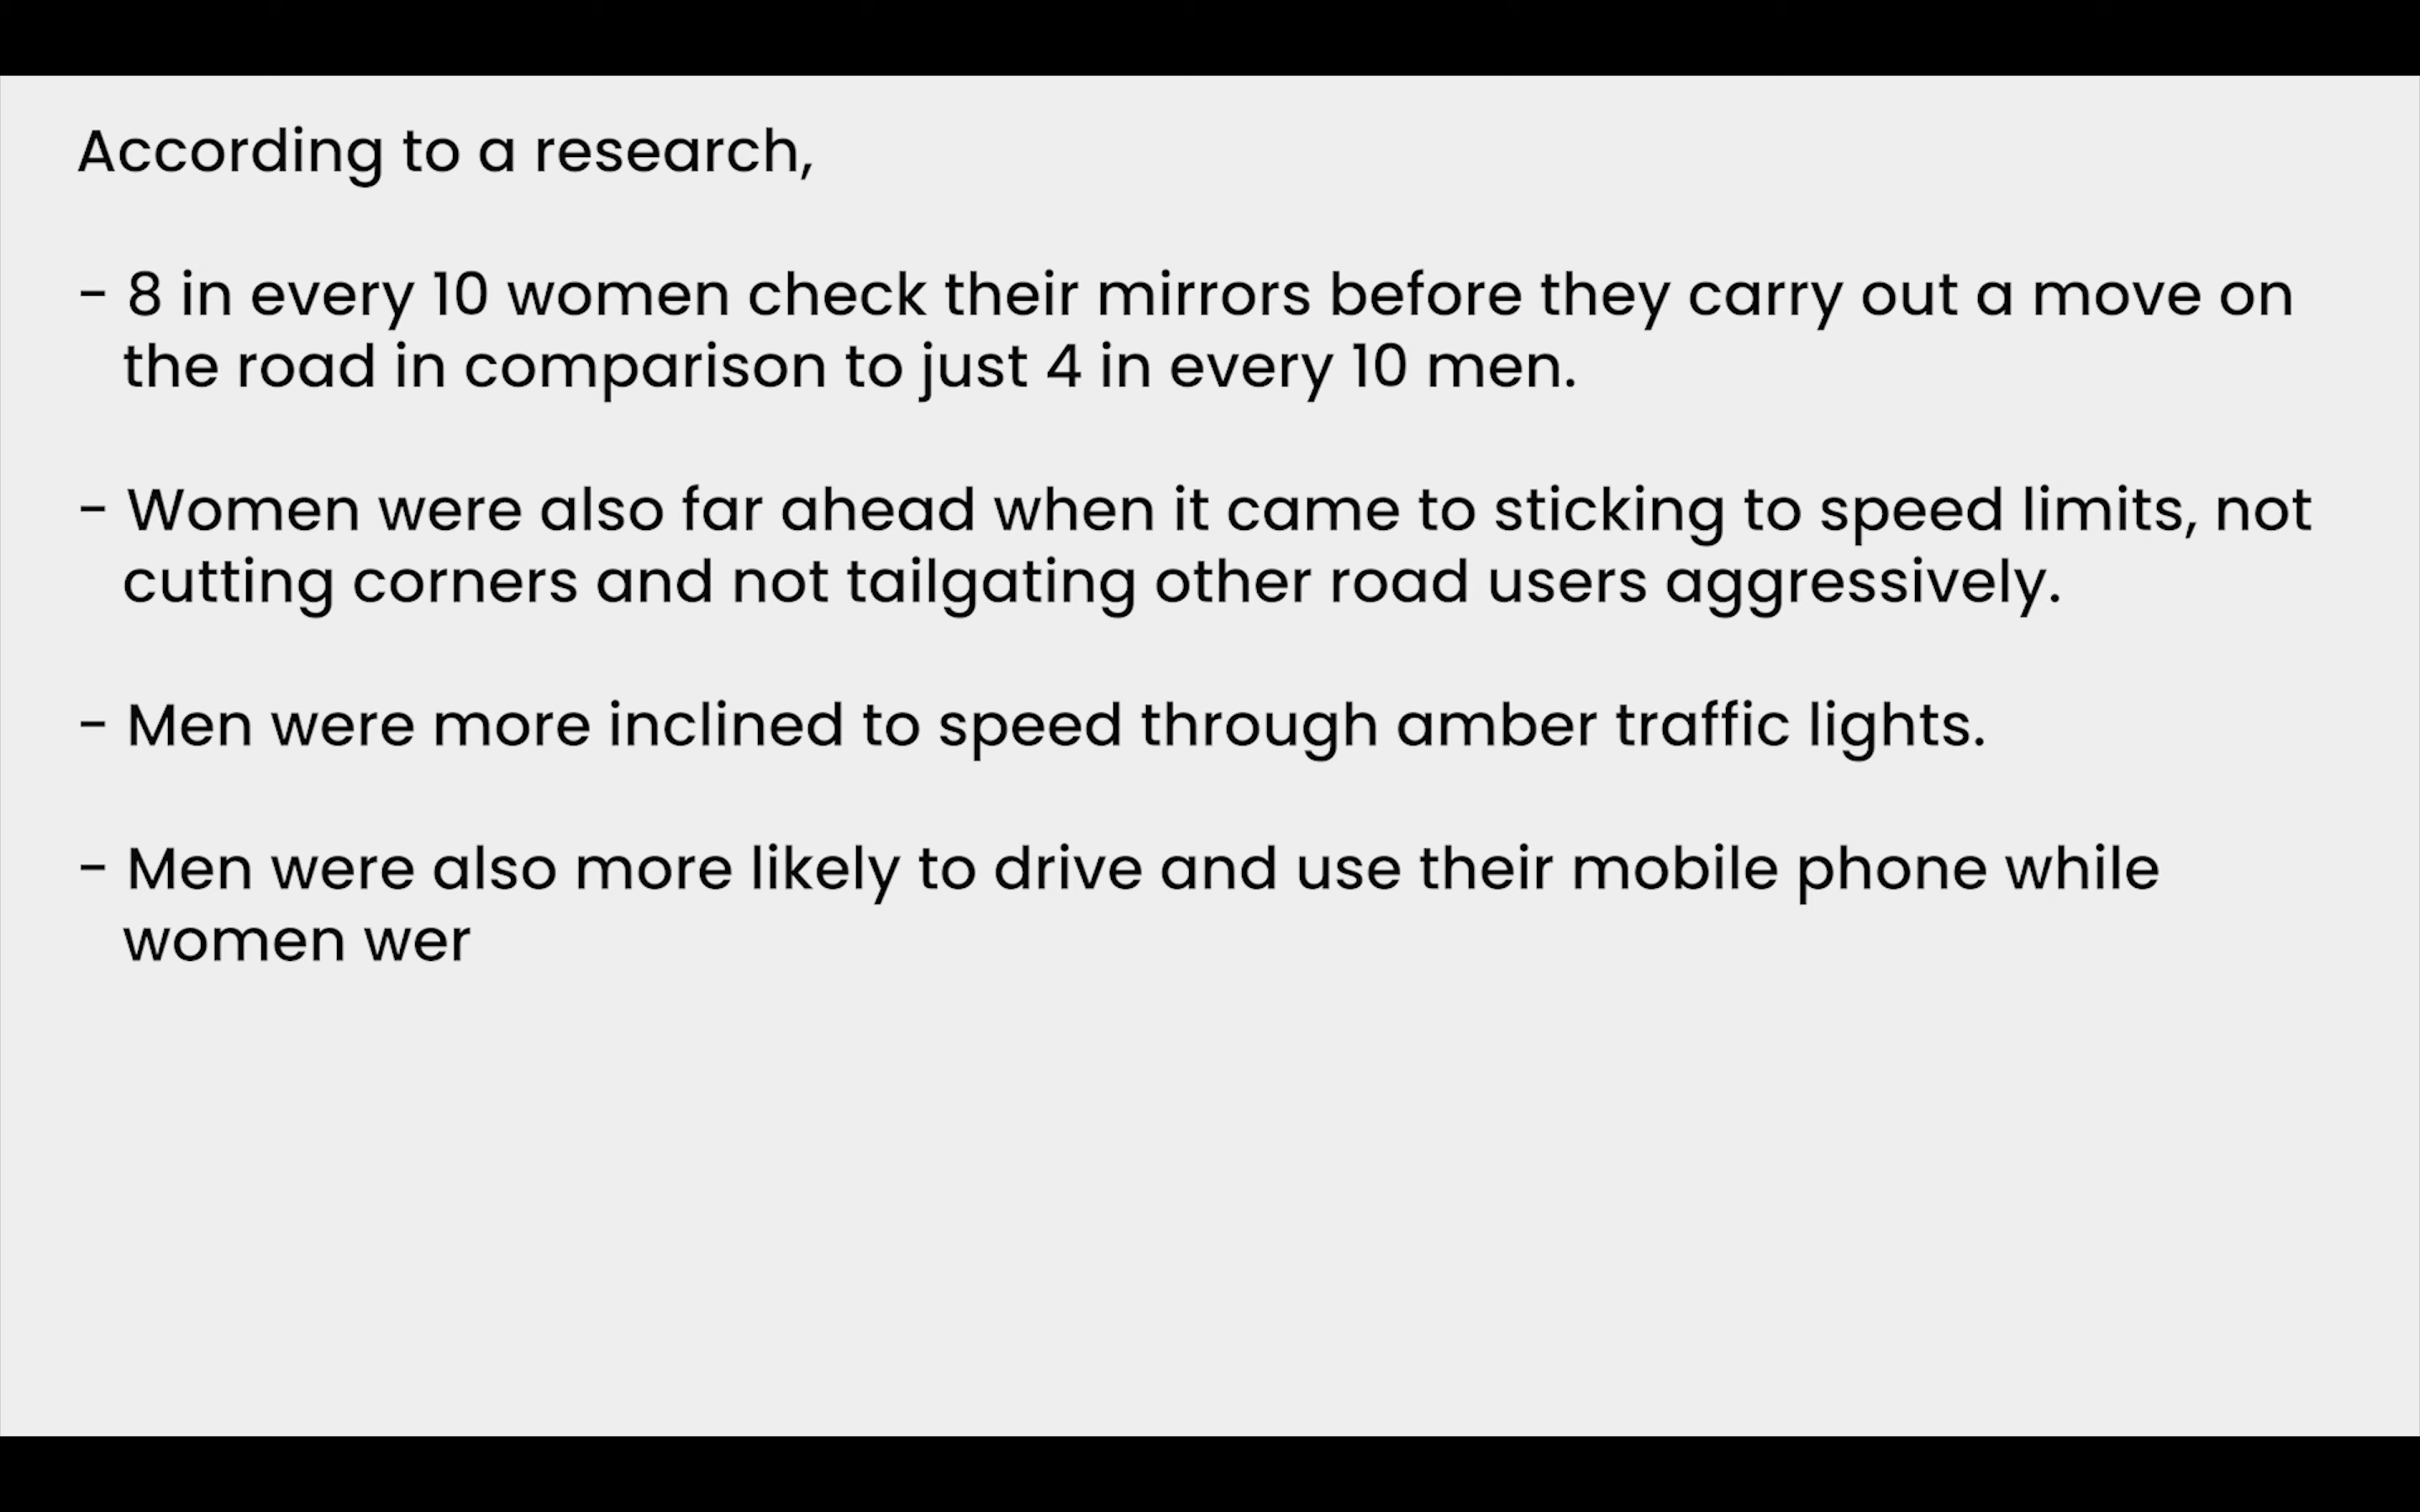 According to a research,
- 8 in every 10 women check their mirrors before they carry out a move on
the road in comparison to just 4 in every 10 men.
- Women were also far ahead when it came to sticking to speed limits, not
cutting corners and not tailgating other road users aggressively.
- Men were more inclined to speed through amber traffic lights.
- Men were also more likely to drive and use their mobile phone while
women wer